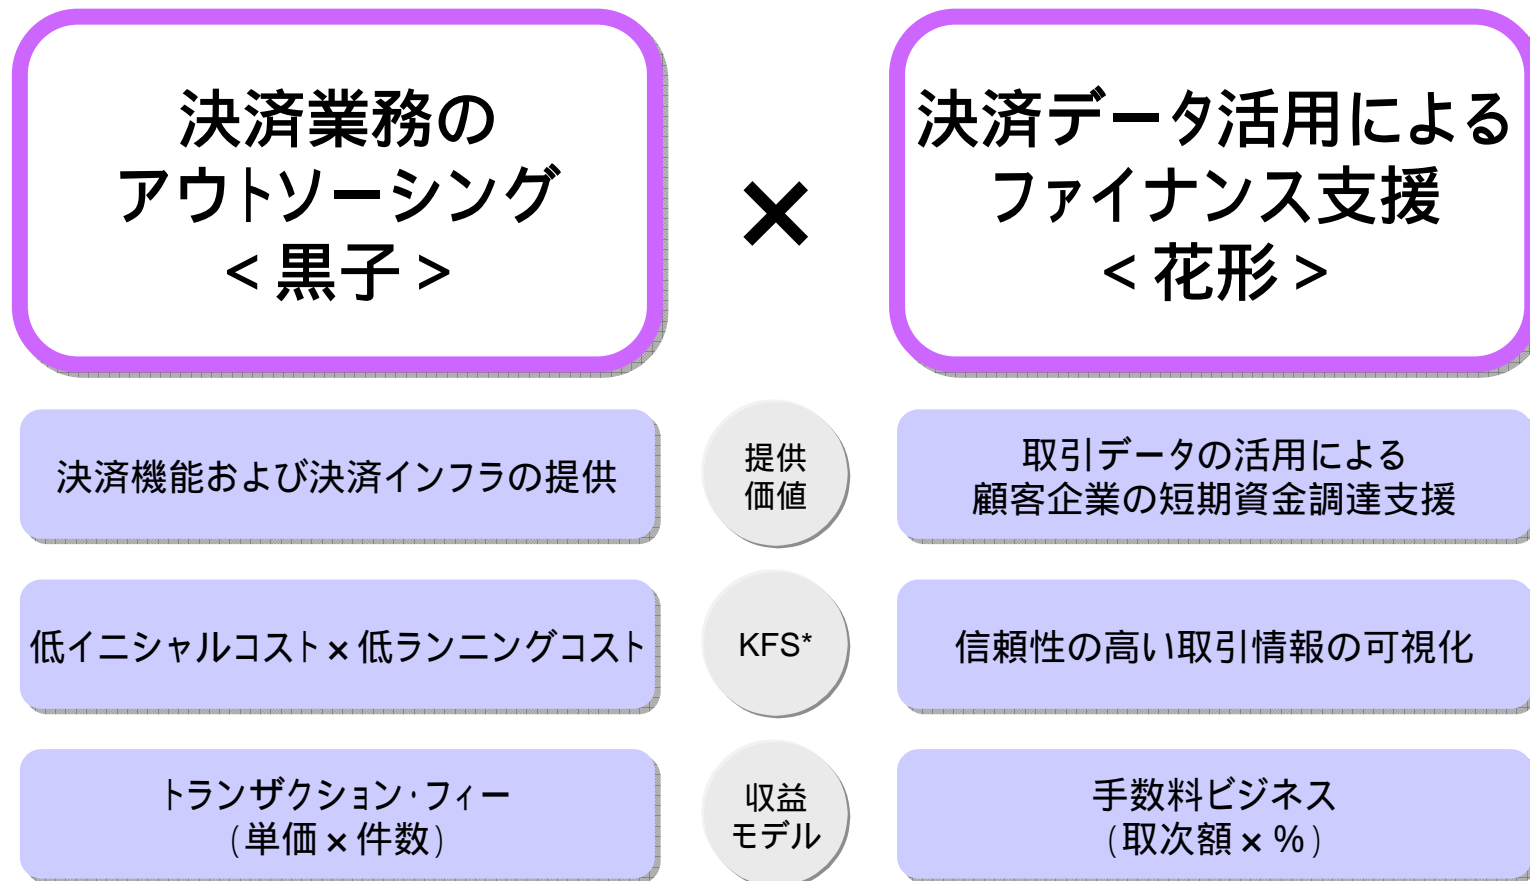 決済業務の
アウトソーシング
<黒子>
×
決済データ活用による
ファイナンス支援
<花形>
決済機能および決済インフラの提供
提供
価値
取引データの活用による
顧客企業の短期資金調達支援
低イニシャルコスト×低ランニングコスト
KFS*
信頼性の高い取引情報の可視化
トランザクション・フィー
(単価×件数)
収益
モデル
手数料ビジネス
(取次額×%)